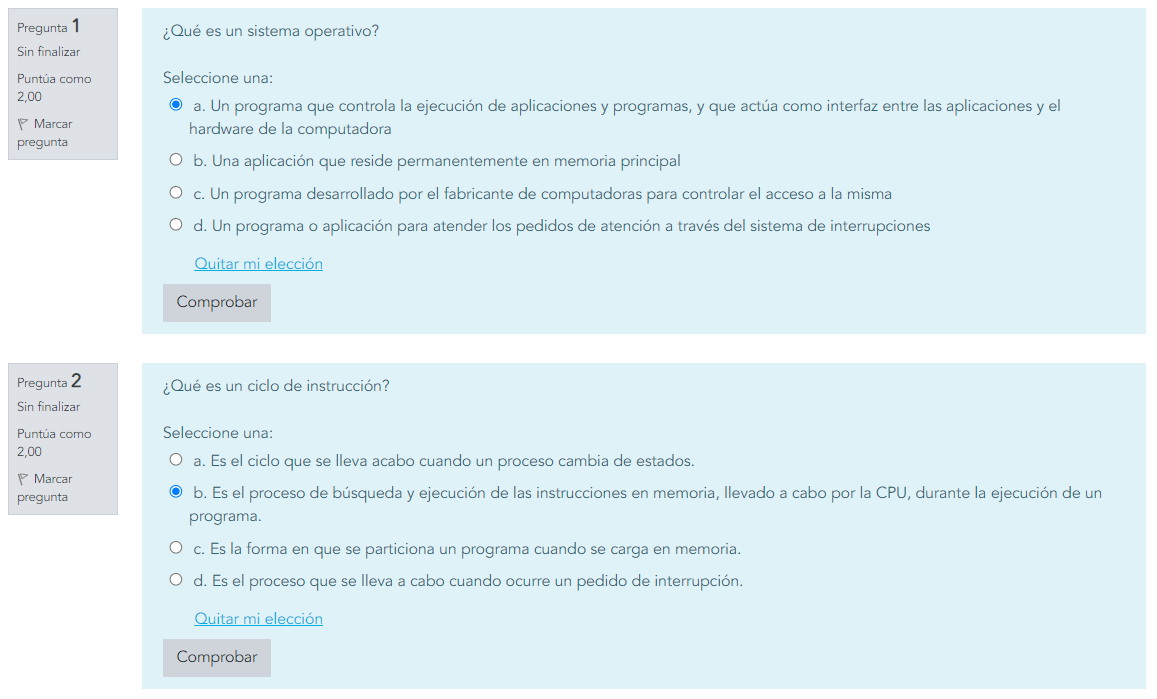 Pregunta 1
Sin finalizar
Puntúa como
2,00
Marcar
pregunta
¿Qué es un sistema operativo?
Seleccione una:
a. Un programa que controla la ejecución de aplicaciones y programas, y que actúa como interfaz entre las aplicaciones y el
hardware de la computadora
b. Una aplicación que reside permanentemente en memoria principal
c. Un programa desarrollado por el fabricante de computadoras para controlar el acceso a la misma
d. Un programa o aplicación para atender los pedidos de atención a través del sistema de interrupciones
Quitar mi elección
Comprobar
Pregunta 2
Sin finalizar
Puntúa como
2,00
Marcar
pregunta
¿Qué es un ciclo de instrucción?
Seleccione una:
a. Es el ciclo que se lleva acabo cuando un proceso cambia de estados.
b. Es el proceso de búsqueda y ejecución de las instrucciones en memoria, llevado a cabo por la CPU, durante la ejecución de un
programa.
c. Es la forma en que se particiona un programa cuando se carga en memoria.
d. Es el proceso que se lleva a cabo cuando ocurre un pedido de interrupción.
Quitar mi elección
Comprobar